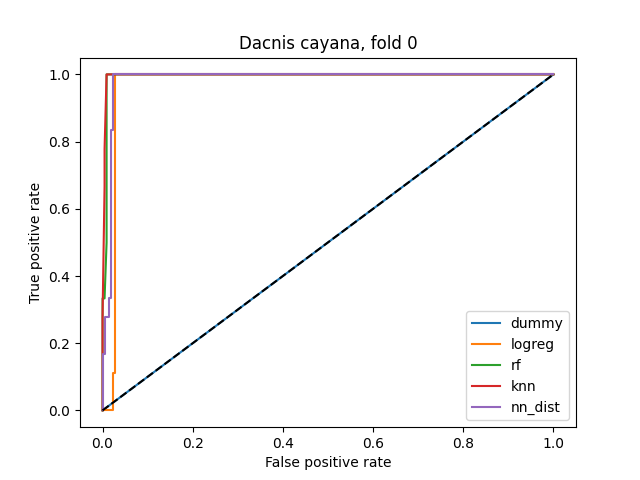 Dacnis cayana, fold 0
True positive rate
1.0
0.8
0.6
0.4
0.2
0.0
0.0 0.2 0.4 0.6 0.8 1.0
False positive rate
dummy
logreg
rf
knn
nn_dist